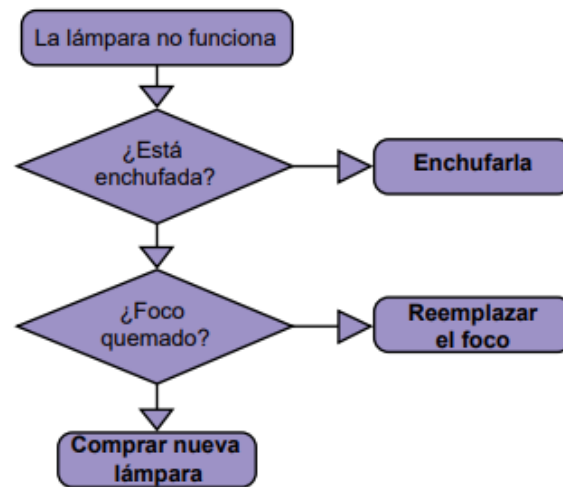 La lámpara no funciona
¿Está
enchufada?
Enchufarla
¿Foco
quemado?
Reemplazar
el foco
Comprar nueva
lámpara